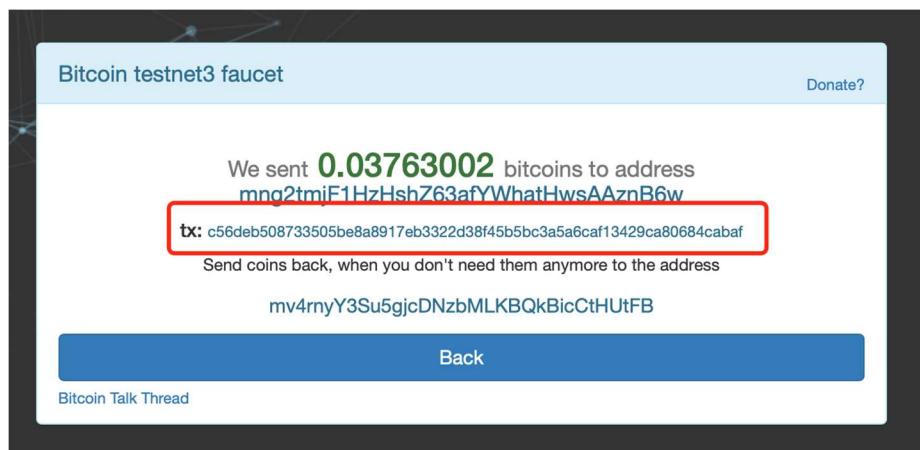 Bitcoin testnet3 faucet
Donate?
We sent 0.03763002 bitcoins to address
mng2tmjF1HzHshZ63afYWhatHwsAAznB6w
tx: c56deb508733505be8a8917eb3322d38f45b5bc3a5a6caf13429ca80684cabaf
Send coins back, when you don't need them anymore to the address
mv4rnyY3Su5gjcDNzbMLKBQkBicCtHUtFB
Back
Bitcoin Talk Thread